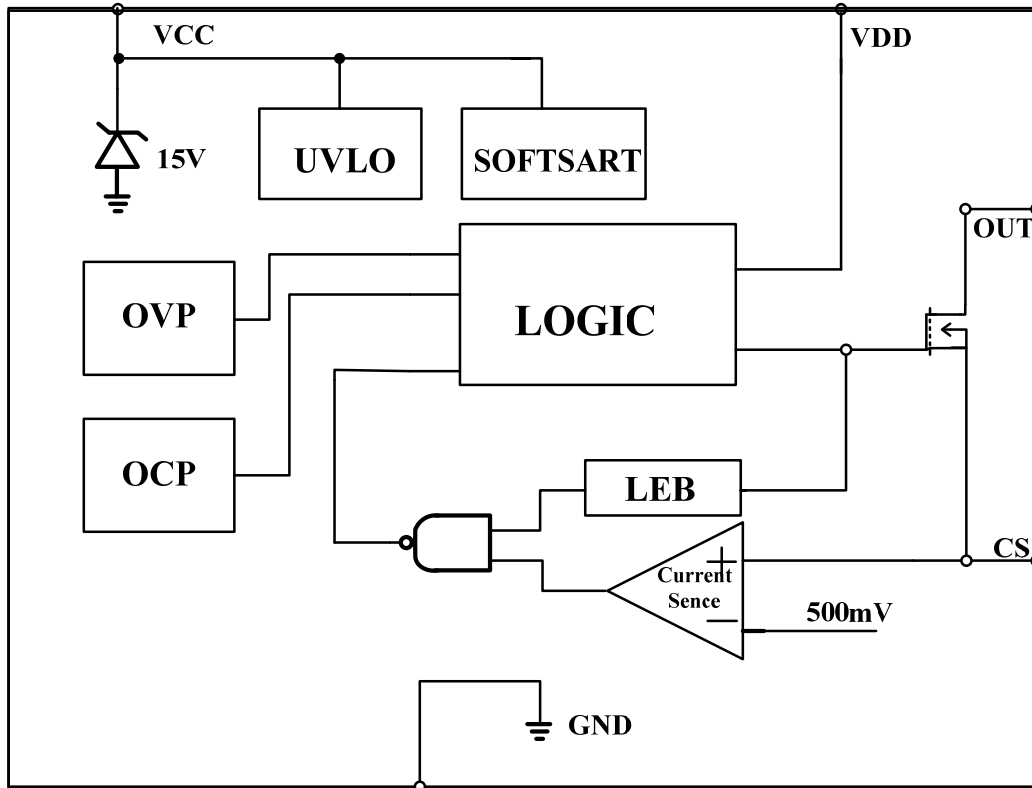 VCC
VDD
15V
UVLO
SOFTSART
OUT
OVP
LOGIC
OCP
LEB
CS
Current
Sence
500mV
GND